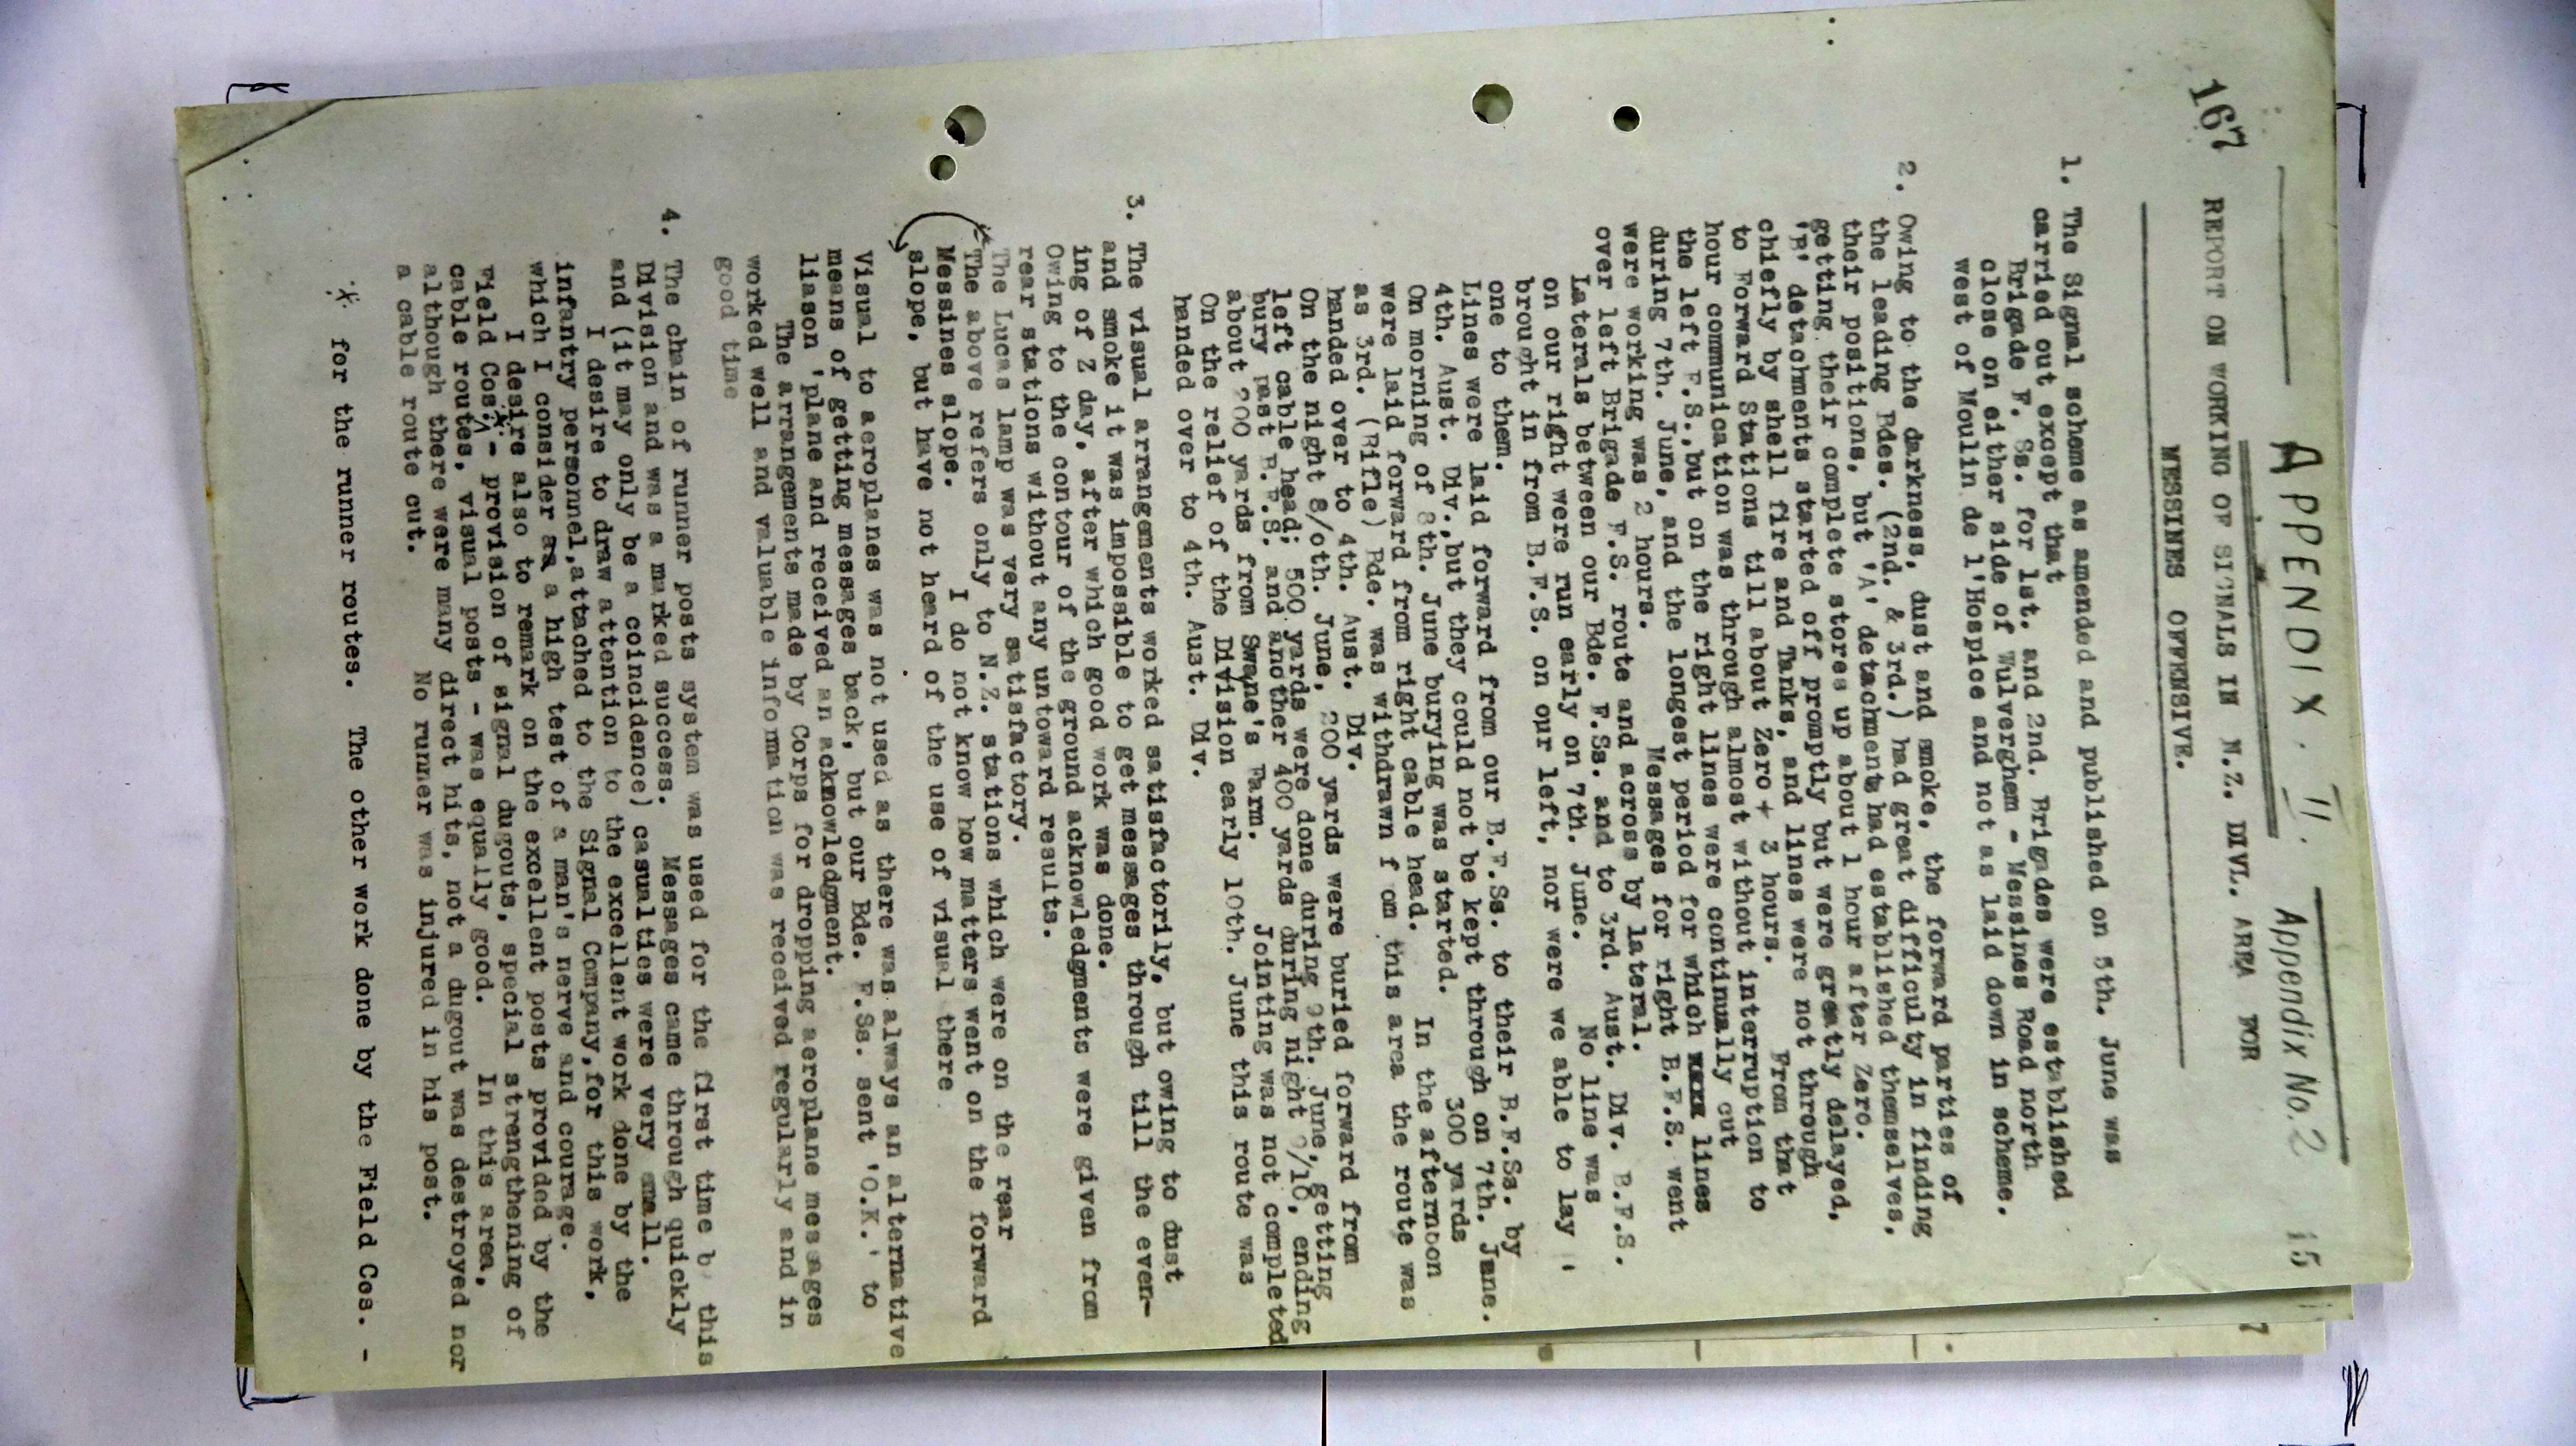 APPENDIX. II. Appendix No.2 15
167 REPORT ON WORKING OF SIGNALS IN N.Z. DIVL. AREA FOR
MESSINES OFFENSIVE.
1. The Signal scheme as amended and published on 5th. June was
carried out except that
Brigade F. Ss. for 1st. and 2nd. Brigades were established
close on either side of Wulverghem - Messines Road north
west of Moulin de l'Hospice and not as laid down in scheme.
2. Owing to the darkness, dust and smoke, the forward parties of
the leading Bdes. (2nd. & 3rd.) had great difficulty in finding
their positions, but 'A' detachments had established themselves,
getting their complete stores up about 1 hour after Zero.
'B' detachments started off promptly but were greatly delayed,
chiefly by shell fire and Tanks, and lines were not through
to Forward Stations till about Zero + 3 hours. From that
hour communication was through almost without interruption to
the left F.S., but on the right lines were continually cut
during 7th. June, and the longest period for which xxxx lines
were working was 2 hours. Messages for right B.F.S. went
over left Brigade F.S. route and across by lateral.
Laterals between our Bde. F.Ss. and to 3rd. Aust. Div. B.F.S.
on our right were run early on 7th. June. No line was
brought in from B.F.S. on our left, nor were we able to lay
one to them.
Lines were laid forward from our B.F.Ss. to their B.F.Ss. by
4th. Aust. Div., but they could not be kept through on 7th. June.
On morning of 8th. June burying was started. 300 yards
were laid forward from right cable head. In the afternoon
as 3rd. (Rifle) Bde. was withdrawn f om this area the route was
handed over to 4th. Aust. Div.
On the night 8/9th. June, 200 yards were buried forward from
left cable head; 500 yards were done during 9th. June, getting
bury past B.F.S. and another 400 yards during night 9/10, ending
about 200 yards from Swayne's Farm. Jointing was not completed
On the relief of the Division early 10th. June this route was
handed over to 4th. Aust. Div.
3. The visual arrangements worked satisfactorily, but owing to dust
and smoke it was impossible to get messages through till the even-
ing of Z day, after which good work was done.
Owing to the contour of the ground acknowledgments were given from
rear stations without any untoward results.
The Lucas lamp was very satisfactory.
The above refers only to N.Z. stations which were on the rear
Messines slope. I do not know how matters went on the forward
slope, but have not heard of the use of visual there
Visual to aeroplanes was not used as there was always an alternative
means of getting messages back, but our Bde. F.Ss. sent 'O.K.' to
liason 'plane and received an acknowledgment.
The arrangements made by Corps for dropping aeroplane messages
worked well and valuable information was received regularly and in
good time
4. The chain of runner posts system was used for the first time b this
Division and was a marked success. Messages came through quickly
and (it may only be a coincidence) casualties were very small.
I desire to draw attention to the excellent work done by the
infantry personnel, attached to the Signal Company, for this work,
which I consider as a high test of a man's nerve and courage.
I desire also to remark on the excellent posts provided by the
Field Cos. * - provision of signal dugouts, special strengthening of
cable routes, visual posts - was equally good. In this area,
although there were many direct hits, not a dugout was destroyed nor
a cable route cut. No runner was injured in his post.
* for the runner routes. The other work done by the Field Cos. -